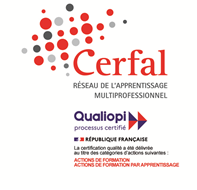 Cerfal
RÉSEAU DE L'APPRENTISSAGE
MULTIPROFESSIONNEL
Qualiopi
processus certifié
RÉPUBLIQUE FRANÇAISE
La certification qualité a été délivrée
au titre des catégories d'actions suivantes :
ACTIONS DE FORMATION
ACTIONS DE FORMATION PAR APPRENTISSAGE